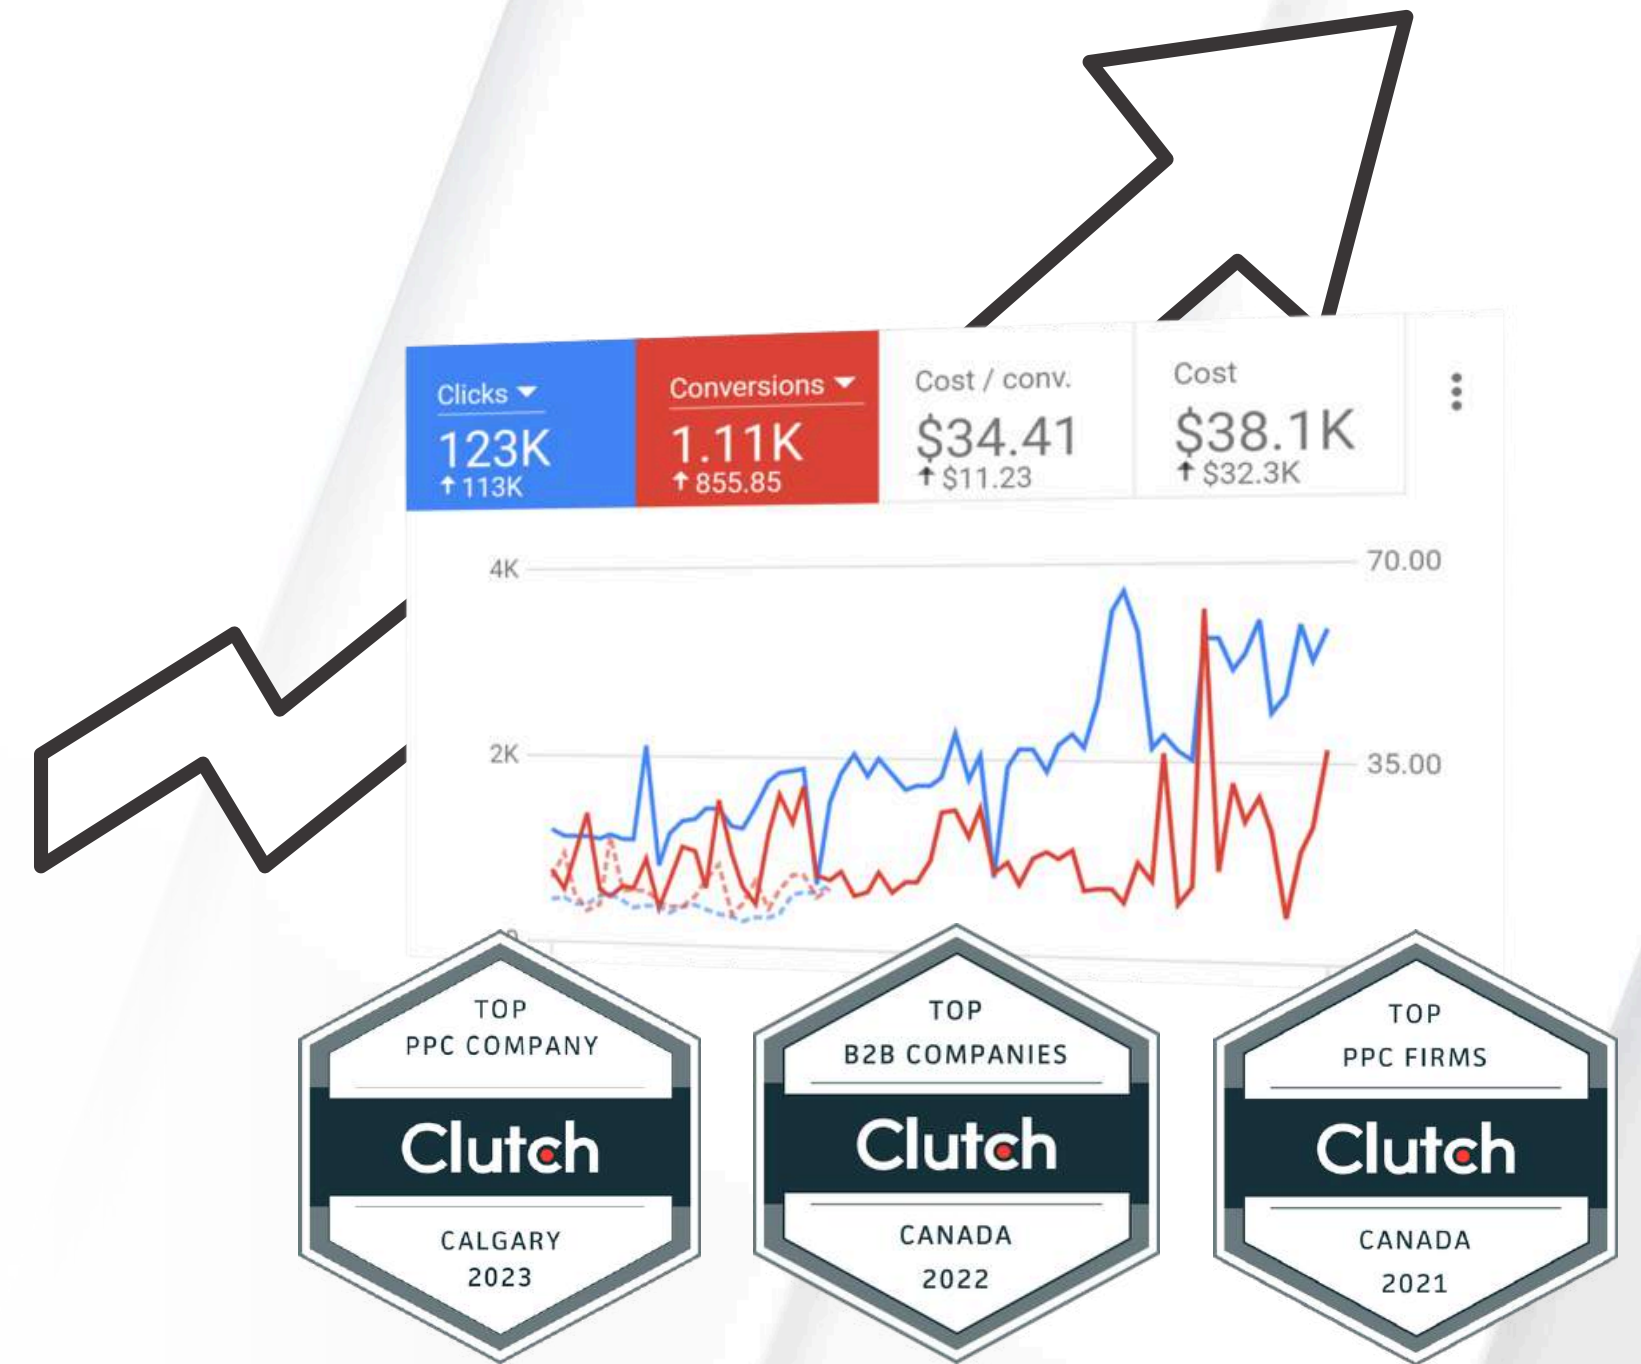 Clicks
123K
↑ 113K
Conversions
1.11K
↑ 855.85
Cost / conv.
$34.41
↑ $11.23
Cost
$38.1K
↑ $32.3K
4K
70.00
2K
35.00
0
TOP
PPC COMPANY
Clutch
CALGARY
2023
TOP
B2B COMPANIES
Clutch
CANADA
2022
TOP
PPC FIRMS
Clutch
CANADA
2021